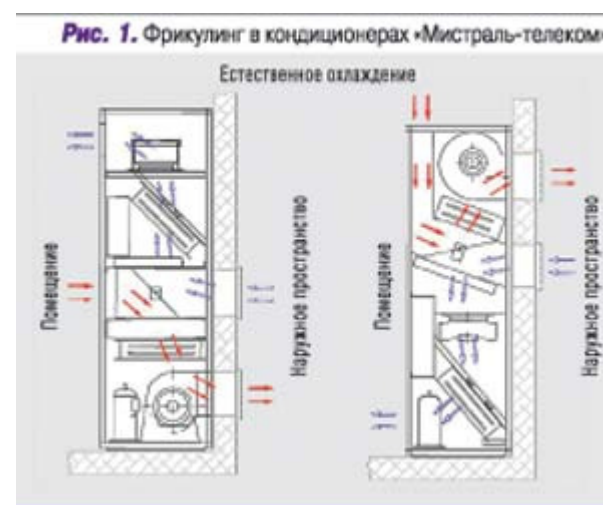 Рис. 1. Фрикулинг в кондиционерах «Мистраль-телеком»
Естественное охлаждение
Помещение
Наружное пространство
Помещение
Наружное пространство